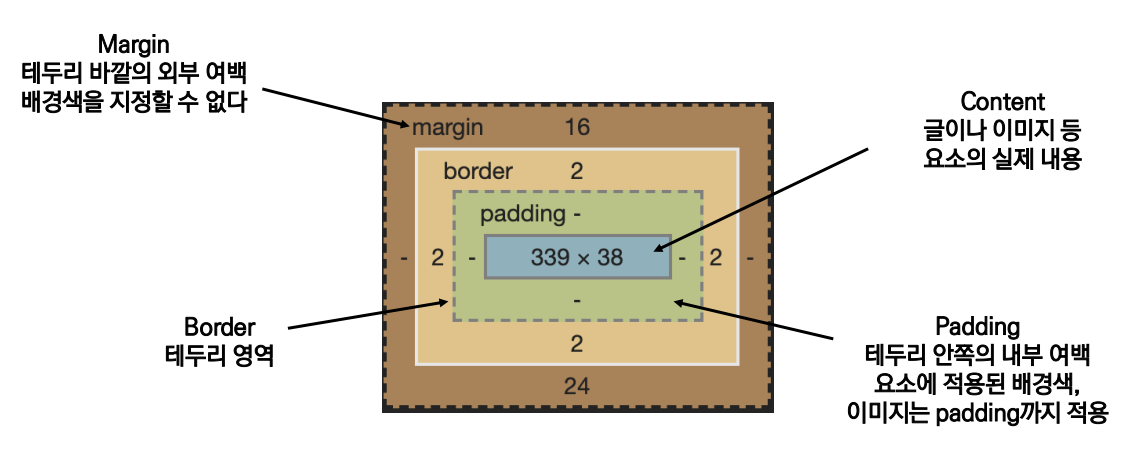 Margin
테두리 바깥의 외부 여백
배경색을 지정할 수 없다
Content
글이나 이미지 등
요소의 실제 내용
margin 16
border 2
padding -
- 2 - 339 × 38 - 2 -
-
2
24
Border
테두리 영역
Padding
테두리 안쪽의 내부 여백
요소에 적용된 배경색,
이미지는 padding까지 적용